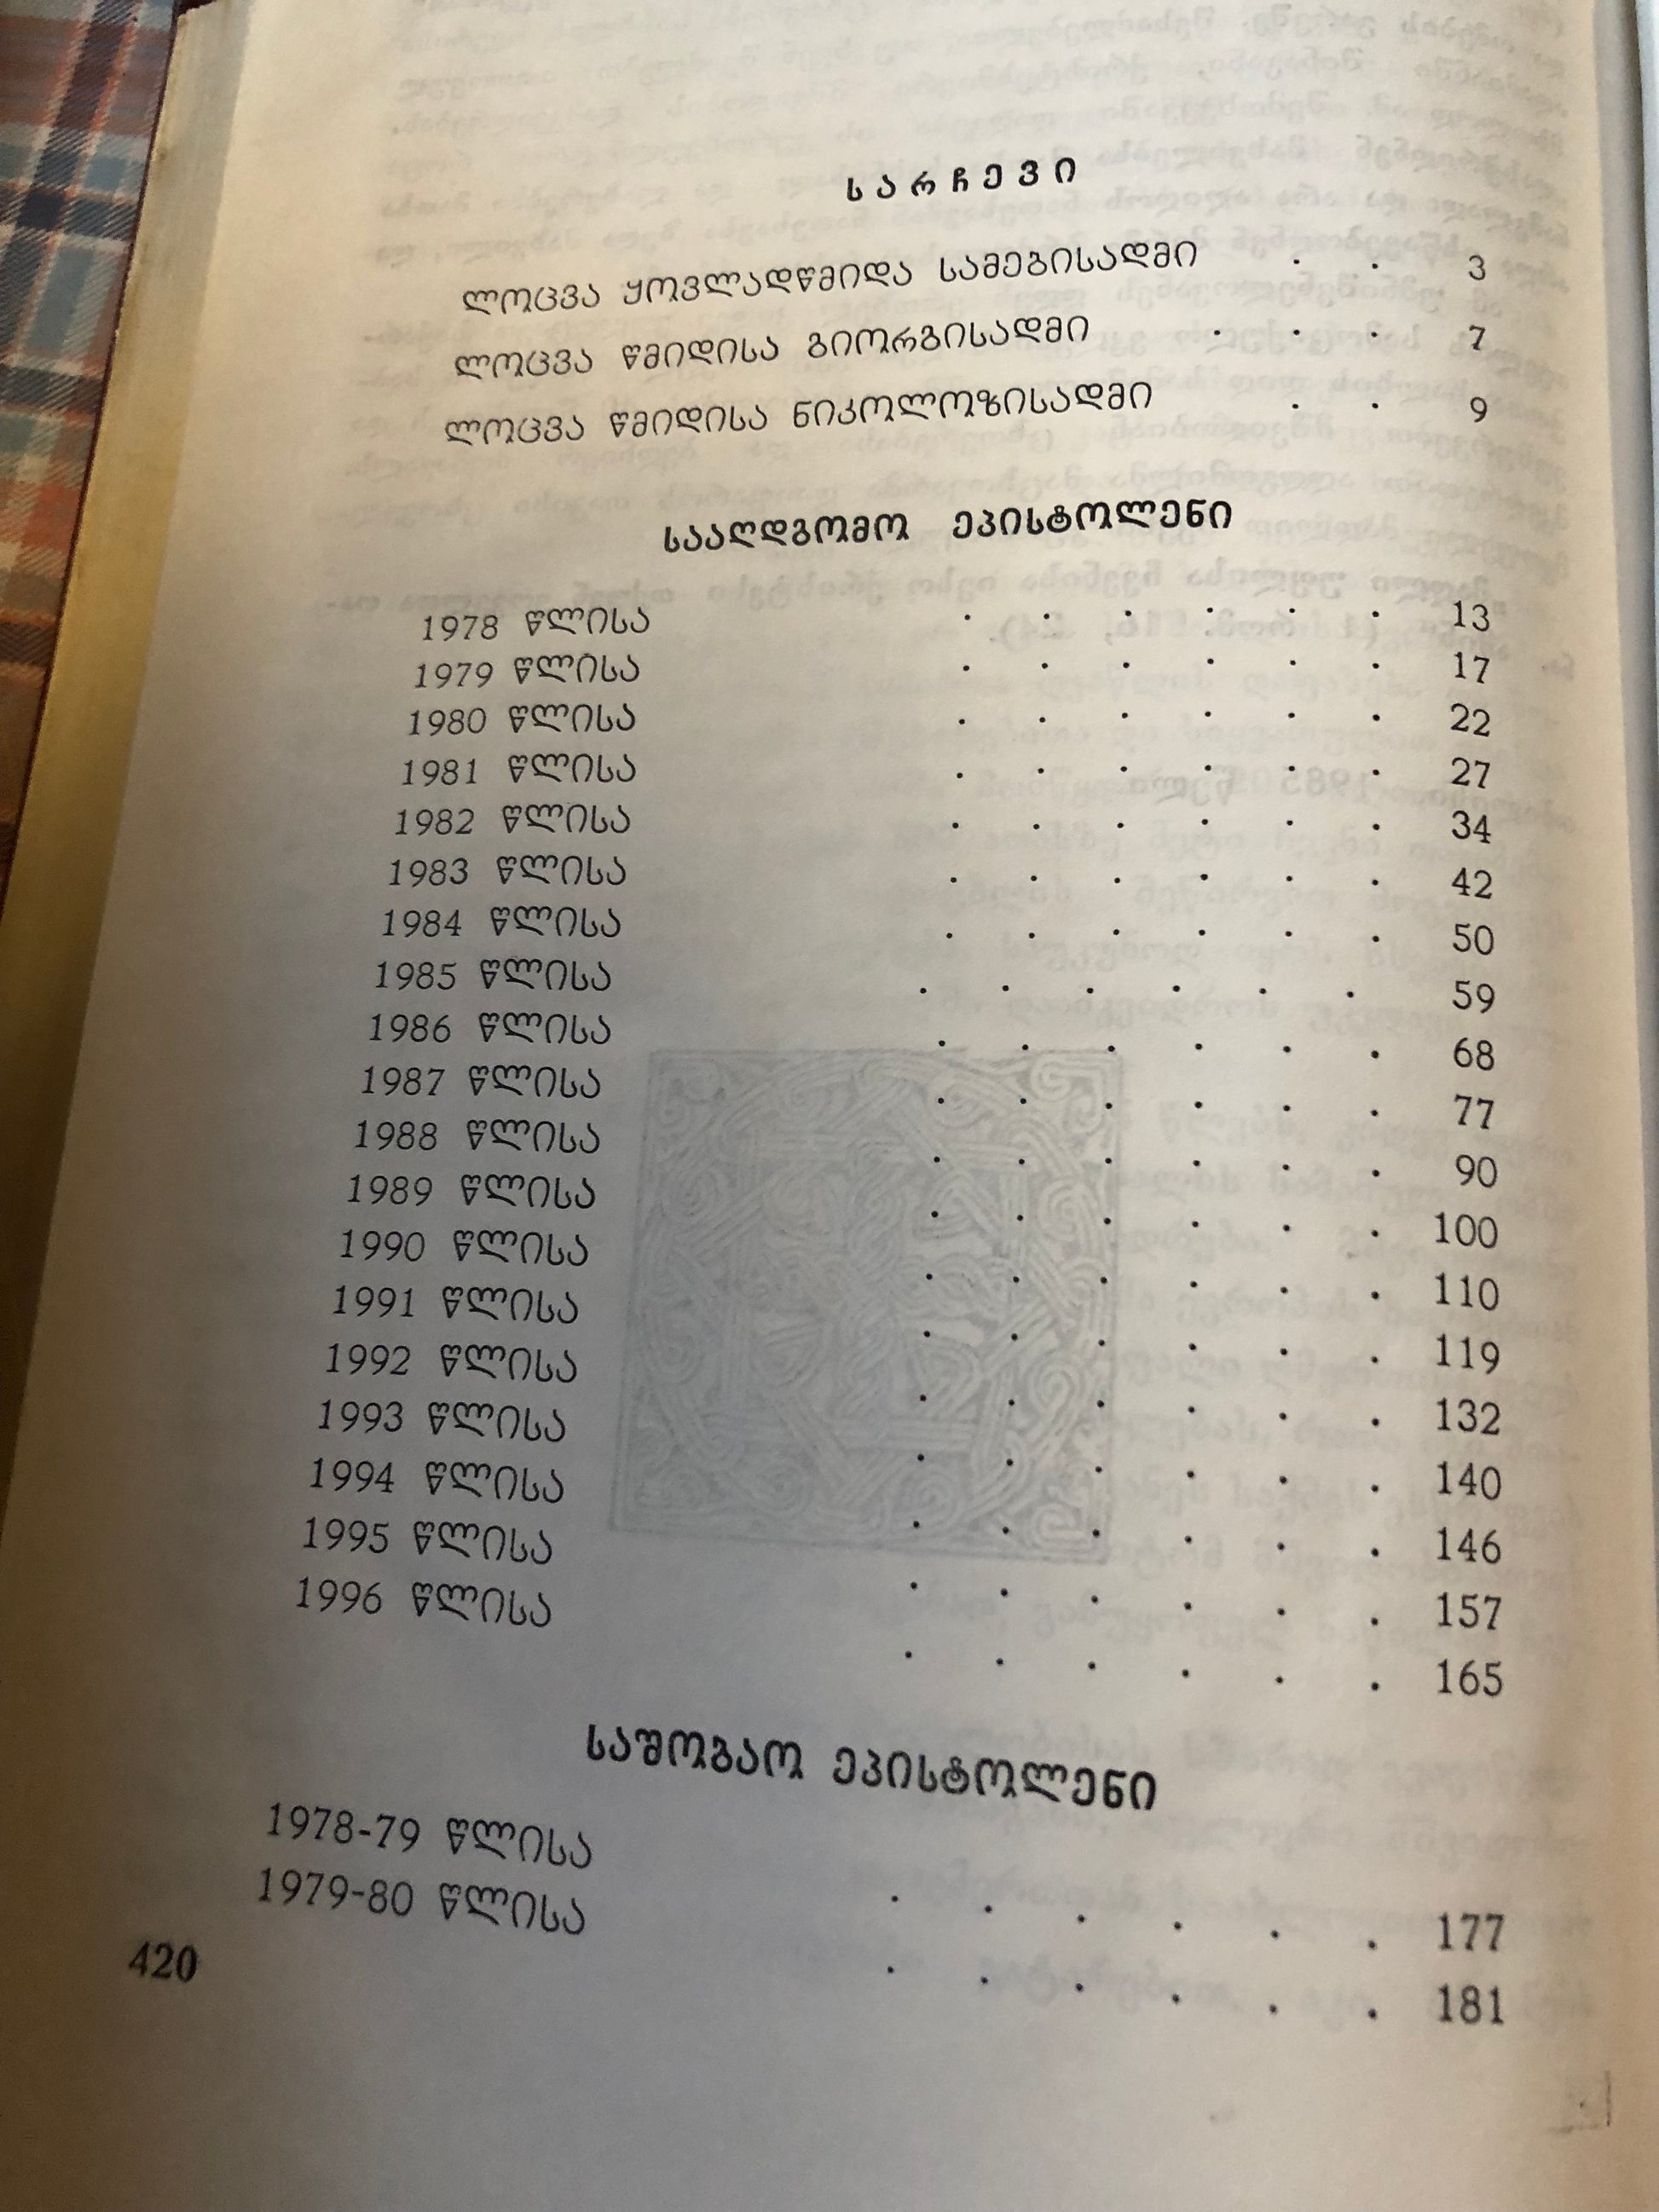 სარჩევი
ლოცვა ყოვლადწმიდა სამებისადმი . . 3
ლოცვა წმიდისა გიორგისადმი . . . 7
ლოცვა წმიდისა ნიკოლოზისადმი . . 9
სააღდგომო ეპისტოლენი
1978 წლისა . . . . . . 13
1979 წლისა . . . . . . 17
1980 წლისა . . . . . . 22
1981 წლისა . . . . . . 27
1982 წლისა . . . . . . 34
1983 წლისა . . . . . . 42
1984 წლისა . . . . . . 50
1985 წლისა . . . . . . 59
1986 წლისა . . . . . . 68
1987 წლისა . . . . . . 77
1988 წლისა . . . . . . 90
1989 წლისა . . . . . . 100
1990 წლისა . . . . . . 110
1991 წლისა . . . . . . 119
1992 წლისა . . . . . . 132
1993 წლისა . . . . . . 140
1994 წლისა . . . . . . 146
1995 წლისა . . . . . . 157
1996 წლისა . . . . . . 165
საშობაო ეპისტოლენი
1978-79 წლისა . . . . . . 177
1979-80 წლისა . . . . . . 181
420